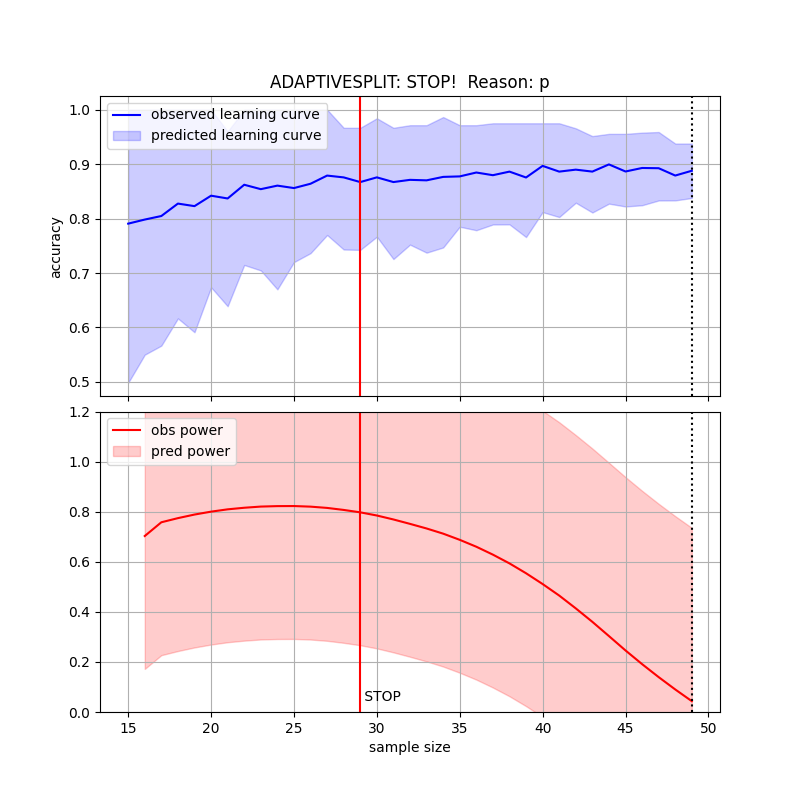 ADAPTIVESPLIT: STOP!  Reason: p
observed learning curve
predicted learning curve
1.0
0.9
0.8
0.7
0.6
0.5
accuracy
obs power
pred power
1.2
1.0
0.8
0.6
0.4
0.2
0.0
STOP
15 20 25 30 35 40 45 50
sample size